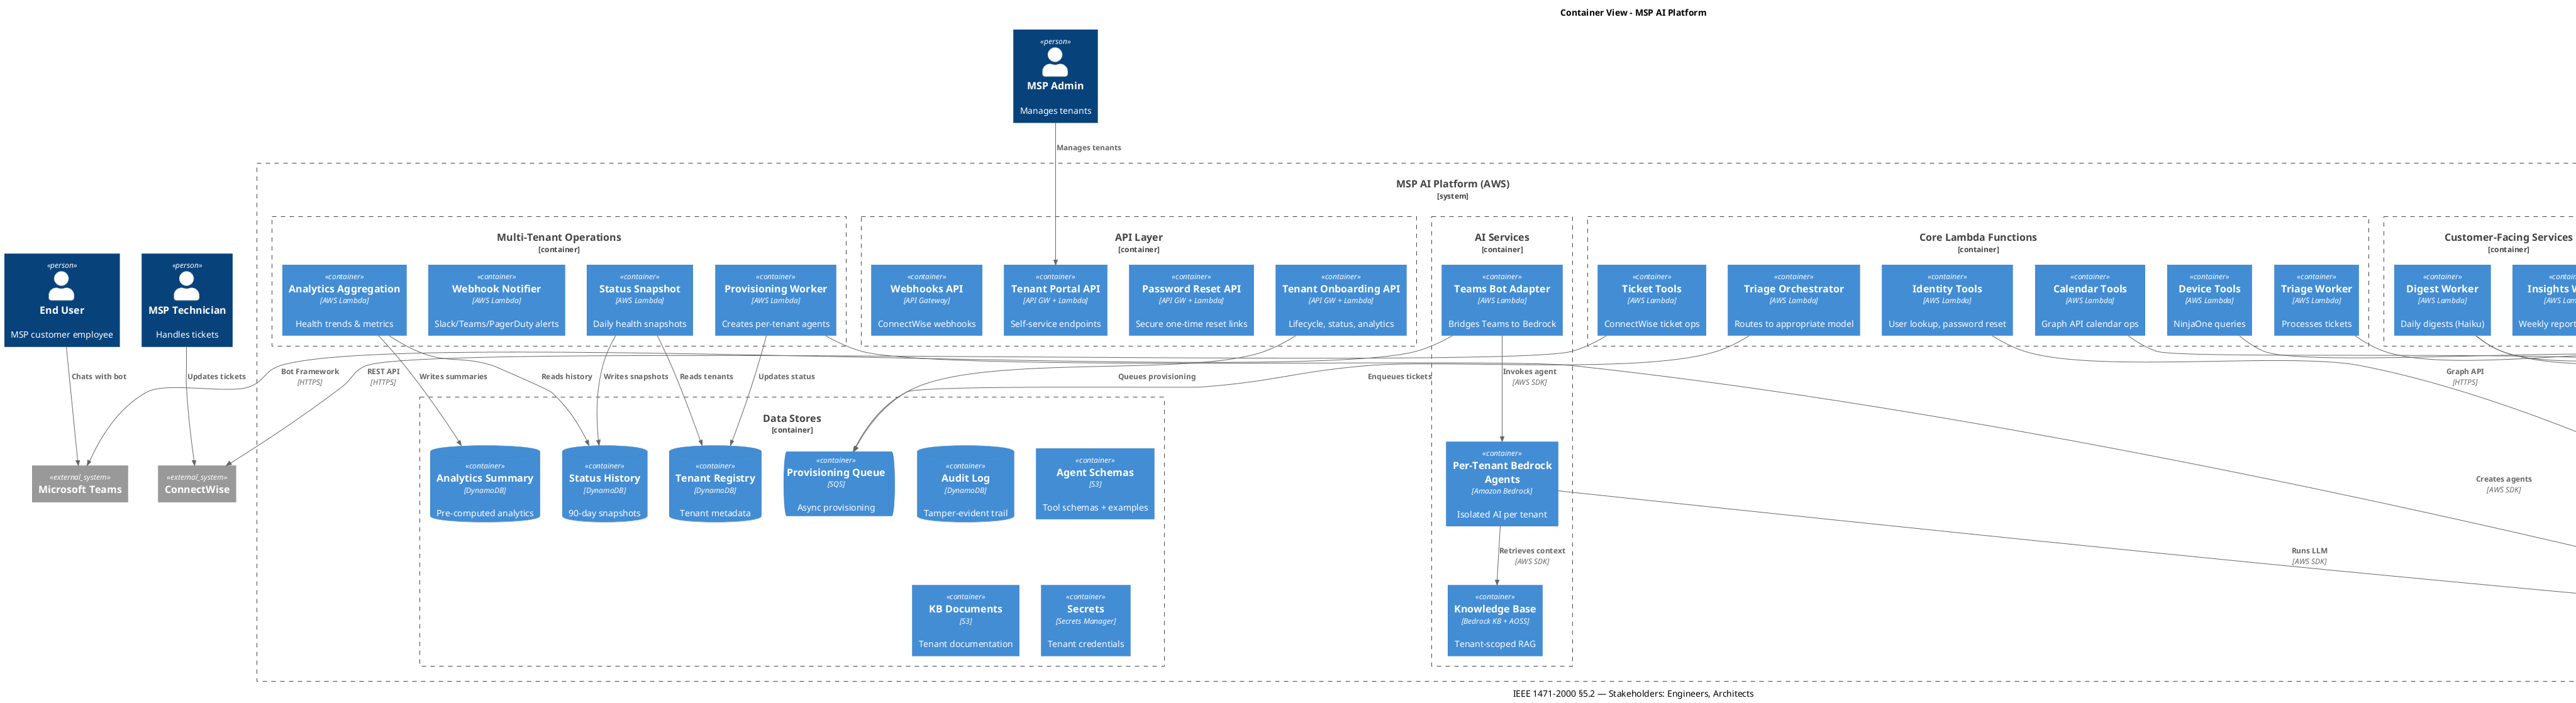 Container View - MSP AI Platform
«person»
MSP Admin
Manages tenants
Manages tenants
MSP AI Platform (AWS)
[system]
Multi-Tenant Operations
[container]
«container»
Analytics Aggregation
[AWS Lambda]
Health trends & metrics
«container»
Webhook Notifier
[AWS Lambda]
Slack/Teams/PagerDuty alerts
«container»
Status Snapshot
[AWS Lambda]
Daily health snapshots
«container»
Provisioning Worker
[AWS Lambda]
Creates per-tenant agents
API Layer
[container]
«container»
Webhooks API
[API Gateway]
ConnectWise webhooks
«container»
Tenant Portal API
[API GW + Lambda]
Self-service endpoints
«container»
Password Reset API
[API GW + Lambda]
Secure one-time reset links
«container»
Tenant Onboarding API
[API GW + Lambda]
Lifecycle, status, analytics
AI Services
[container]
«container»
Teams Bot Adapter
[AWS Lambda]
Bridges Teams to Bedrock
Core Lambda Functions
[container]
«container»
Ticket Tools
[AWS Lambda]
ConnectWise ticket ops
«container»
Triage Orchestrator
[AWS Lambda]
Routes to appropriate model
«container»
Identity Tools
[AWS Lambda]
User lookup, password reset
«container»
Calendar Tools
[AWS Lambda]
Graph API calendar ops
«container»
Device Tools
[AWS Lambda]
NinjaOne queries
«container»
Triage Worker
[AWS Lambda]
Processes tickets
Customer-Facing Services
[container]
«container»
Digest Worker
[AWS Lambda]
Daily digests (Haiku)
«container»
Insights W
[AWS Lam
Weekly report
«person»
End User
MSP customer employee
«person»
MSP Technician
Handles tickets
Chats with bot
Updates tickets
Bot Framework
[HTTPS]
REST API
[HTTPS]
Writes summaries
Reads history
Writes snapshots
Reads tenants
Updates status
Queues provisioning
Enqueues tickets
Invokes agent
[AWS SDK]
Graph API
[HTTPS]
«external_system»
Microsoft Teams
«external_system»
ConnectWise
Data Stores
[container]
«container»
Analytics Summary
[DynamoDB]
Pre-computed analytics
«container»
Status History
[DynamoDB]
90-day snapshots
«container»
Tenant Registry
[DynamoDB]
Tenant metadata
«container»
Provisioning Queue
[SQS]
Async provisioning
«container»
Audit Log
[DynamoDB]
Tamper-evident trail
«container»
Agent Schemas
[S3]
Tool schemas + examples
«container»
Per-Tenant Bedrock
Agents
[Amazon Bedrock]
Isolated AI per tenant
Creates agents
[AWS SDK]
Retrieves context
[AWS SDK]
Runs LLM
[AWS SDK]
«container»
KB Documents
[S3]
Tenant documentation
«container»
Secrets
[Secrets Manager]
Tenant credentials
«container»
Knowledge Base
[Bedrock KB + AOSS]
Tenant-scoped RAG
IEEE 1471-2000 §5.2 — Stakeholders: Engineers, Architects